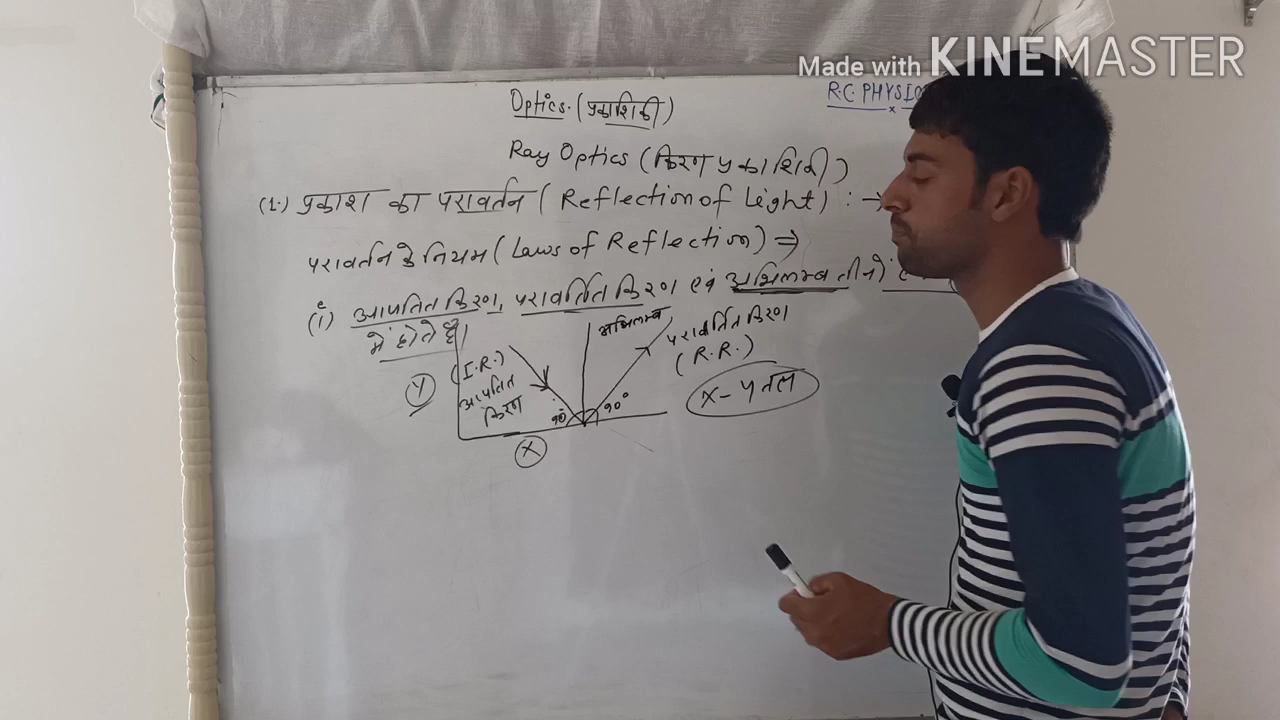 Made with KINEMASTER
R.C PHYSI
Optics. (प्रकाशिकी)
Ray Optics (किरण प्रकाशिकी)
(1.) प्रकाश का परावर्तन (Reflection of Light) : →
परावर्तन के नियम (Laws of Reflection) ⇒
(i) आपतित किरण, परावर्तित किरण एवं अभिलम्ब तीनों
में होते हैं।
अभिलम्ब
परावर्तित किरण
(R.R.)
(I.R.)
आपतित
किरण
Y
X - Y तल
90°
90°
X